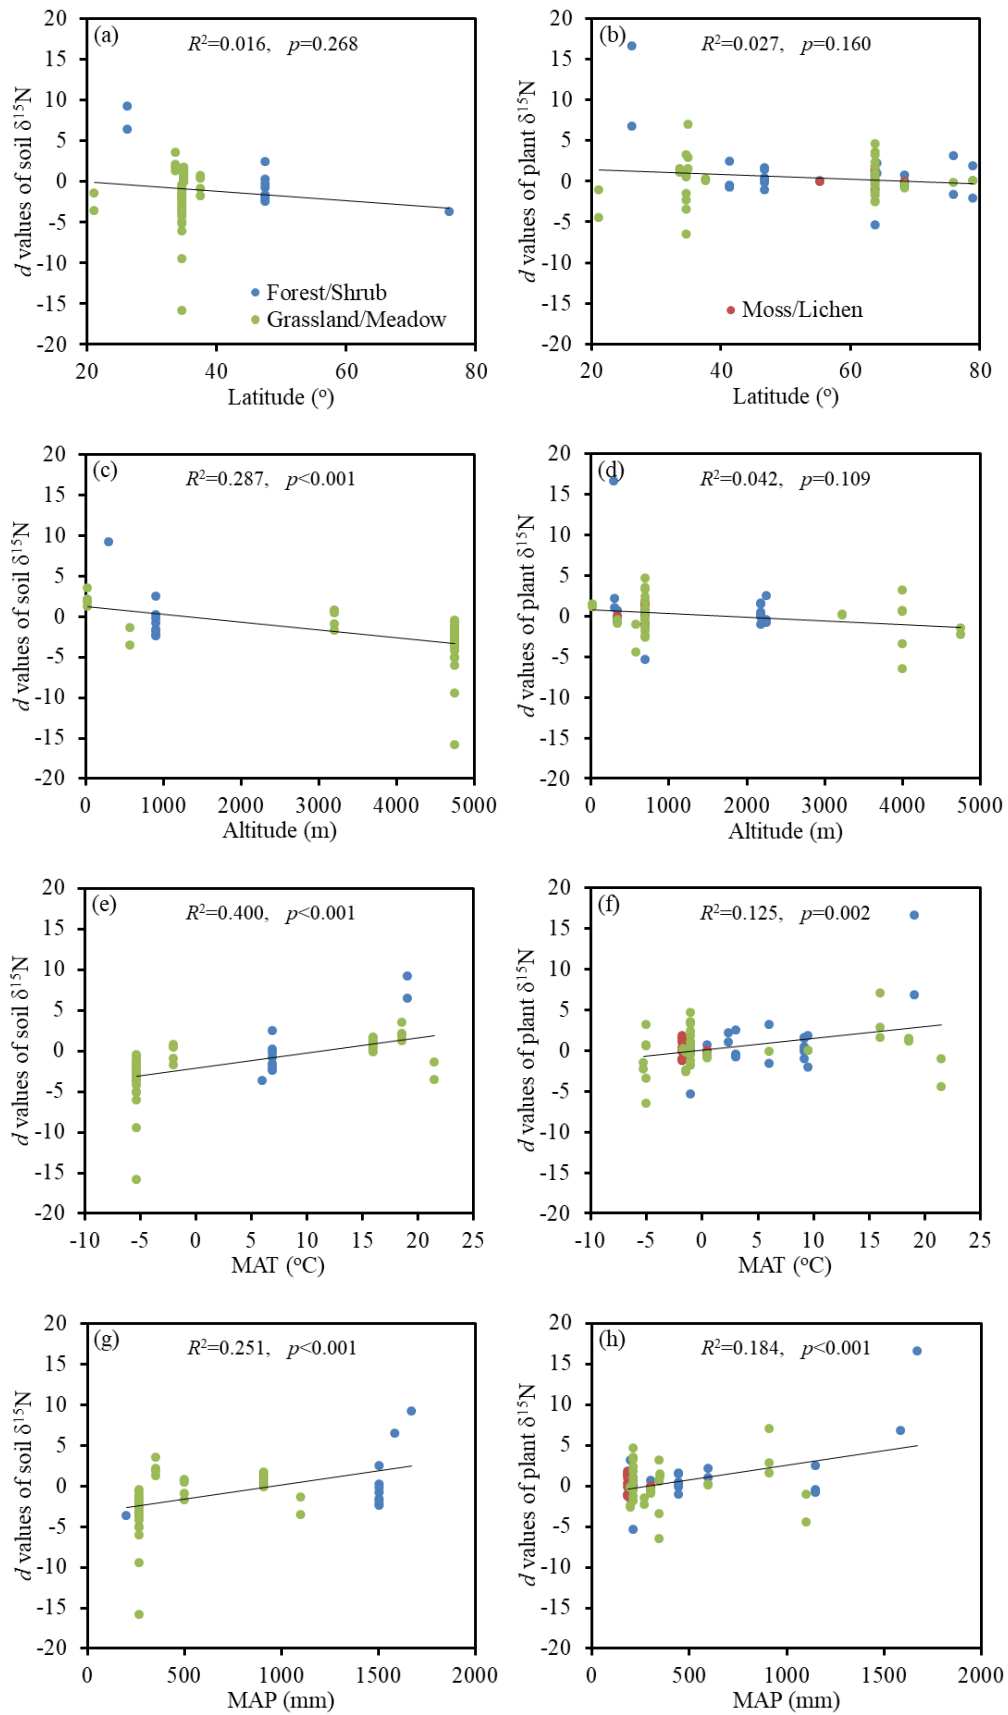 (a)
R²=0.016, p=0.268
20
15
10
5
0
-5
-10
-15
-20
d values of soil δ¹⁵N
Forest/Shrub
Grassland/Meadow
20 40 60 80
Latitude (º)
(b)
R²=0.027, p=0.160
20
15
10
5
0
-5
-10
-15
-20
d values of plant δ¹⁵N
Moss/Lichen
20 40 60 80
Latitude (º)
(c)
R²=0.287, p<0.001
20
15
10
5
0
-5
-10
-15
-20
d values of soil δ¹⁵N
0 1000 2000 3000 4000 5000
Altitude (m)
(d)
R²=0.042, p=0.109
20
15
10
5
0
-5
-10
-15
-20
d values of plant δ¹⁵N
0 1000 2000 3000 4000 5000
Altitude (m)
(e)
R²=0.400, p<0.001
20
15
10
5
0
-5
-10
-15
-20
d values of soil δ¹⁵N
-10 -5 0 5 10 15 20 25
MAT (ºC)
(f)
R²=0.125, p=0.002
20
15
10
5
0
-5
-10
-15
-20
d values of plant δ¹⁵N
-10 -5 0 5 10 15 20 25
MAT (ºC)
(g)
R²=0.251, p<0.001
20
15
10
5
0
-5
-10
-15
-20
d values of soil δ¹⁵N
0 500 1000 1500 2000
MAP (mm)
(h)
R²=0.184, p<0.001
20
15
10
5
0
-5
-10
-15
-20
d values of plant δ¹⁵N
0 500 1000 1500 2000
MAP (mm)